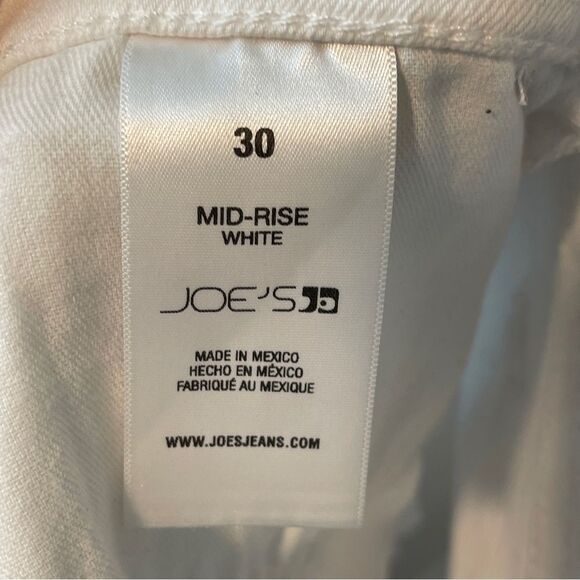 30
MID-RISE
WHITE
JOE'S
MADE IN MEXICO
HECHO EN MÉXICO
FABRIQUÉ AU MEXIQUE
WWW.JOESJEANS.COM